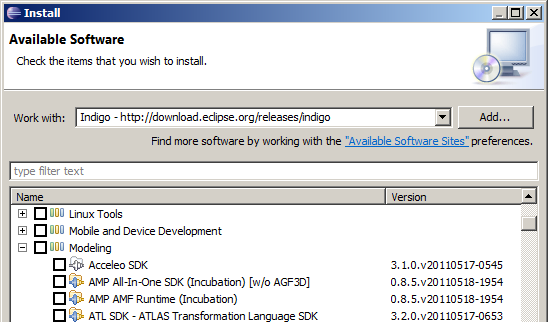 Install
Available Software
Check the items that you wish to install.
Work with: Indigo - http://download.eclipse.org/releases/indigo Add...
Find more software by working with the "Available Software Sites" preferences.
type filter text
Name Version
Linux Tools
Mobile and Device Development
Modeling
Acceleo SDK 3.1.0.v20110517-0545
AMP All-In-One SDK (Incubation) [w/o AGF3D] 0.8.5.v20110518-1954
AMP AMF Runtime (Incubation) 0.8.5.v20110518-1954
ATL SDK - ATLAS Transformation Language SDK 3.2.0.v20110517-0653